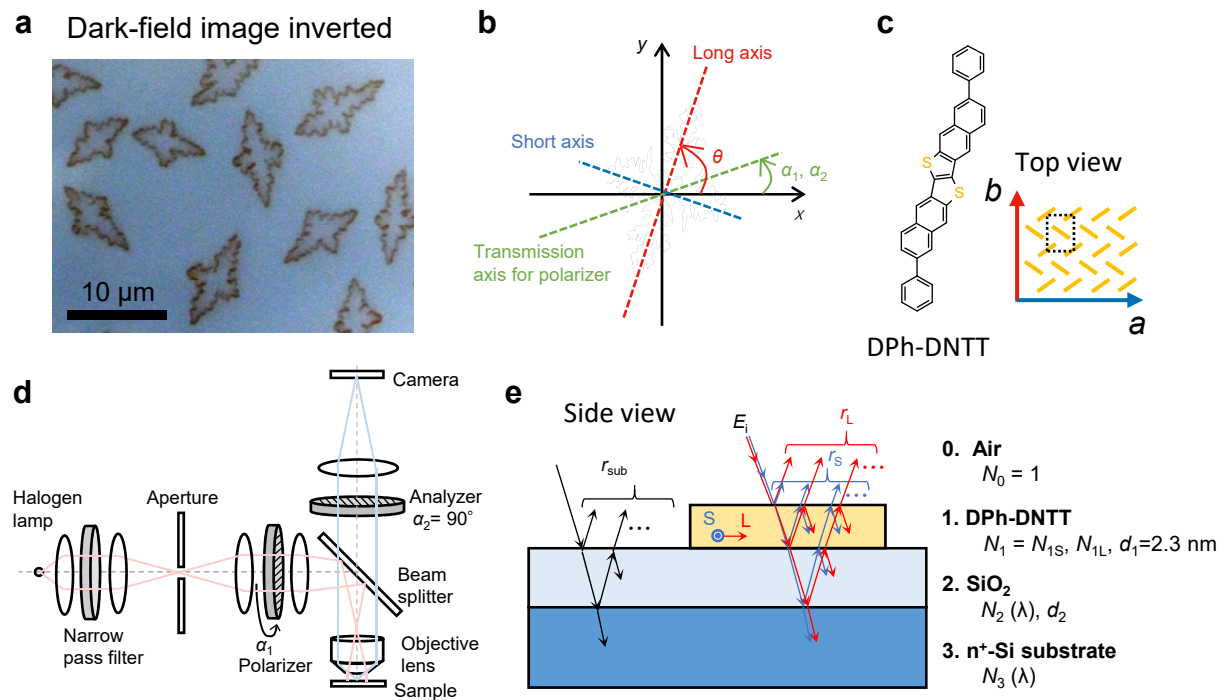 a
Dark-field image inverted
10 μm
b
y
Long axis
Short axis
θ
α1, α2
x
Transmission
axis for polarizer
c
S
S
DPh-DNTT
Top view
b
a
d
Camera
Halogen
lamp
Aperture
Analyzer
α2= 90°
Beam
splitter
Narrow
pass filter
α1
Polarizer
Objective
lens
Sample
e
Side view
rsub
Ei
rL
rS
S
L
0. Air
N0 = 1
1. DPh-DNTT
N1 = N1S, N1L, d1=2.3 nm
2. SiO2
N2 (λ), d2
3. n+-Si substrate
N3 (λ)